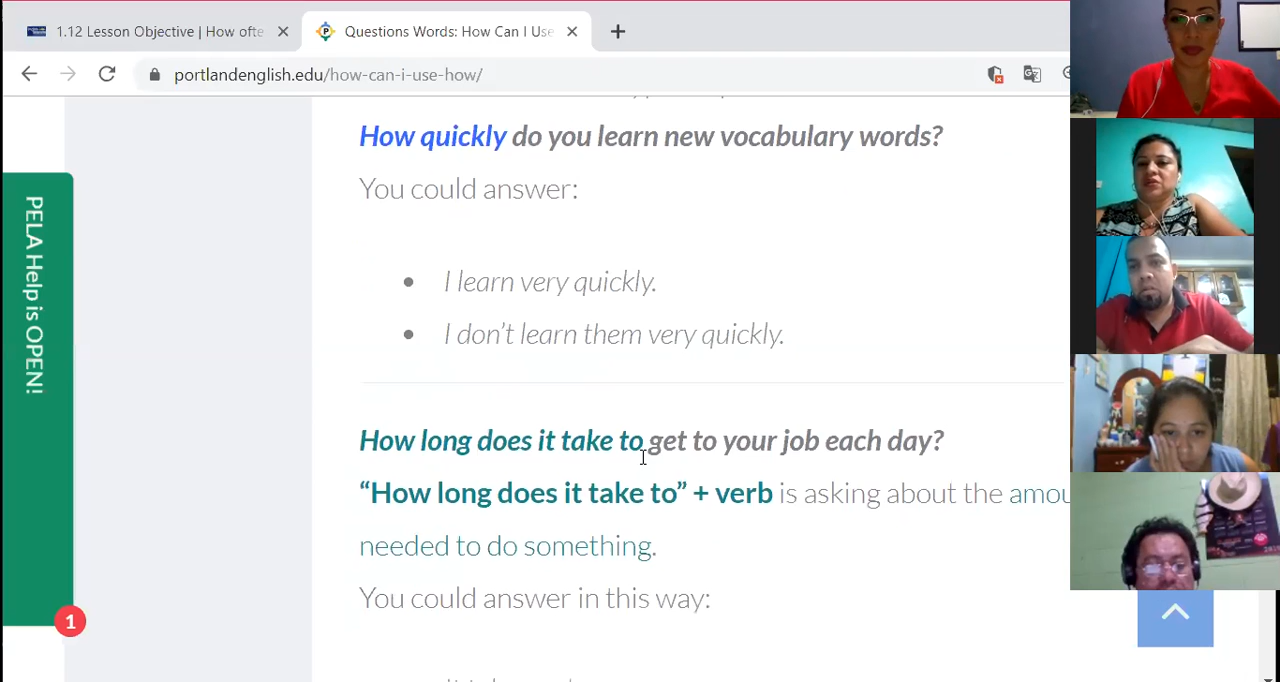 1.12 Lesson Objective | How ofte
Questions Words: How Can I Use
portlandenglish.edu/how-can-i-use-how/
How quickly do you learn new vocabulary words?
You could answer:
• I learn very quickly.
• I don't learn them very quickly.
How long does it take to get to your job each day?
“How long does it take to” + verb is asking about the amou
needed to do something.
You could answer in this way:
PELA Help is OPEN!
1